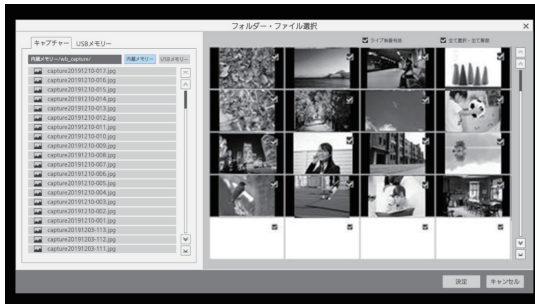 フォルダー・ファイル選択
キャプチャー USBメモリー
全て選択・全て解除
内蔵メモリー/wb_capture/ 内蔵メモリー USBメモリー
capture20191210-017.jpg
capture20191210-016.jpg
capture20191210-015.jpg
capture20191210-014.jpg
capture20191210-013.jpg
capture20191210-012.jpg
capture20191210-011.jpg
capture20191210-010.jpg
capture20191210-009.jpg
capture20191210-008.jpg
capture20191210-007.jpg
capture20191210-006.jpg
capture20191210-005.jpg
capture20191210-004.jpg
capture20191210-003.jpg
capture20191210-002.jpg
capture20191210-001.jpg
capture20191203-113.jpg
capture20191203-112.jpg
capture20191203-111.jpg
決定 キャンセル